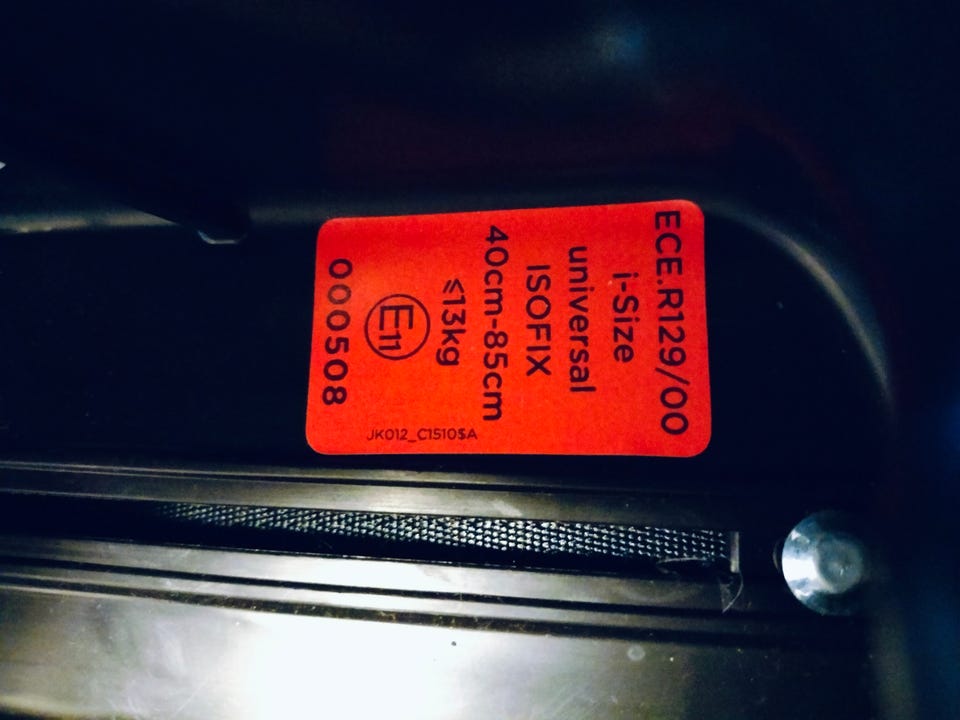 ECE.R129/00
i-Size
universal
ISOFIX
40cm-85cm
≤13kg
E11
000508
JK012_C1510$A